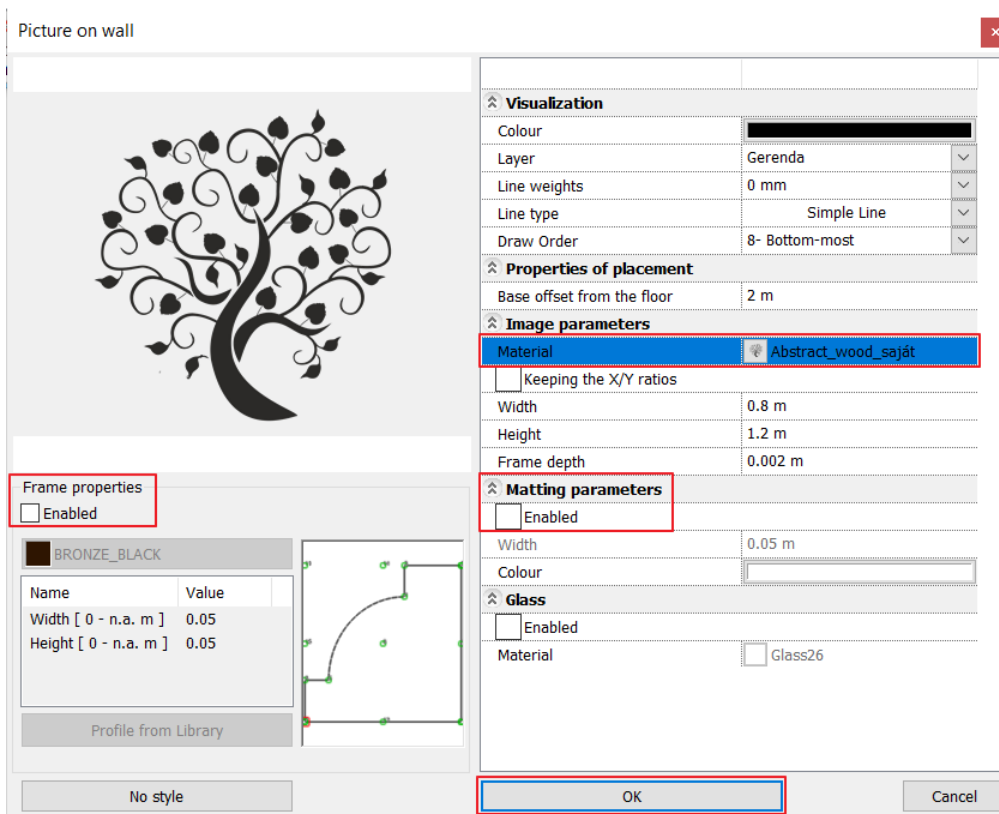 Picture on wall
Visualization
Colour
Layer Gerenda
Line weights 0 mm
Line type Simple Line
Draw Order 8- Bottom-most
Properties of placement
Base offset from the floor 2 m
Image parameters
Material Abstract_wood_saját
Keeping the X/Y ratios
Width 0.8 m
Height 1.2 m
Frame depth 0.002 m
Matting parameters
Enabled
Width 0.05 m
Colour
Glass
Enabled
Material Glass26
Frame properties
Enabled
BRONZE_BLACK
Name Value
Width [ 0 - n.a. m ] 0.05
Height [ 0 - n.a. m ] 0.05
Profile from Library
No style
OK
Cancel